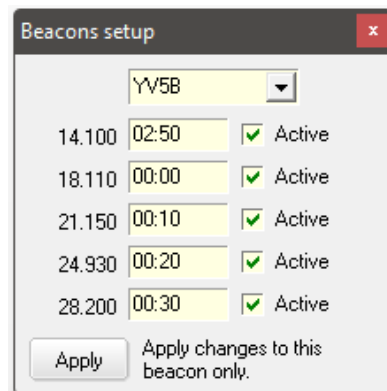 Beacons setup x
YV5B
14.100 02:50 Active
18.110 00:00 Active
21.150 00:10 Active
24.930 00:20 Active
28.200 00:30 Active
Apply Apply changes to this
beacon only.